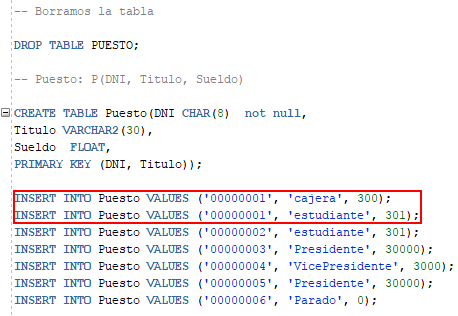 -- Borramos la tabla
DROP TABLE PUESTO;
-- Puesto: P(DNI, Titulo, Sueldo)
CREATE TABLE Puesto(DNI CHAR(8)  not null,
Titulo VARCHAR2(30),
Sueldo  FLOAT,
PRIMARY KEY (DNI, Titulo));
INSERT INTO Puesto VALUES ('00000001', 'cajera', 300);
INSERT INTO Puesto VALUES ('00000001', 'estudiante', 301);
INSERT INTO Puesto VALUES ('00000002', 'estudiante', 301);
INSERT INTO Puesto VALUES ('00000003', 'Presidente', 30000);
INSERT INTO Puesto VALUES ('00000004', 'VicePresidente', 3000);
INSERT INTO Puesto VALUES ('00000005', 'Presidente', 30000);
INSERT INTO Puesto VALUES ('00000006', 'Parado', 0);